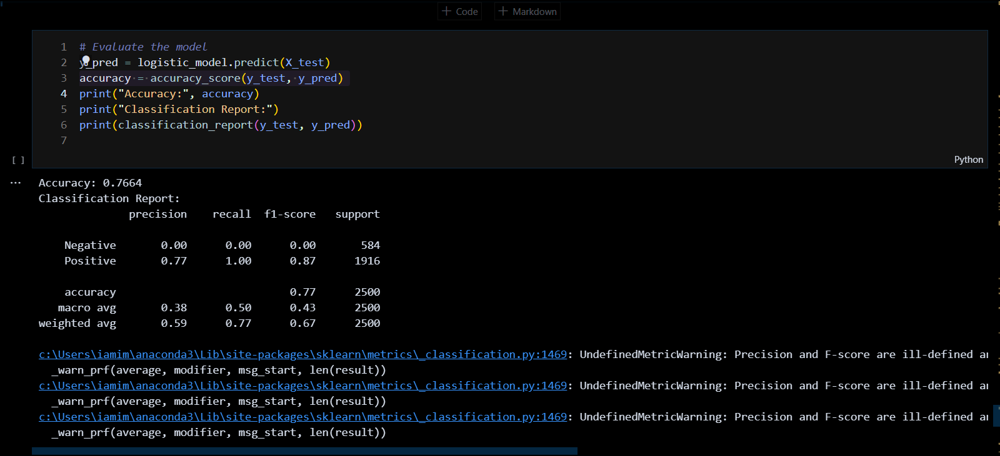 + Code + Markdown
1 # Evaluate the model
2 y_pred = logistic_model.predict(X_test)
3 accuracy = accuracy_score(y_test, y_pred)
4 print("Accuracy:", accuracy)
5 print("Classification Report:")
6 print(classification_report(y_test, y_pred))
7
[ ] Python
... Accuracy: 0.7664
Classification Report:
precision recall f1-score support
Negative 0.00 0.00 0.00 584
Positive 0.77 1.00 0.87 1916
accuracy 0.77 2500
macro avg 0.38 0.50 0.43 2500
weighted avg 0.59 0.77 0.67 2500
c:\Users\iamim\anaconda3\Lib\site-packages\sklearn\metrics\_classification.py:1469: UndefinedMetricWarning: Precision and F-score are ill-defined
_warn_prf(average, modifier, msg_start, len(result))
c:\Users\iamim\anaconda3\Lib\site-packages\sklearn\metrics\_classification.py:1469: UndefinedMetricWarning: Precision and F-score are ill-defined
_warn_prf(average, modifier, msg_start, len(result))
c:\Users\iamim\anaconda3\Lib\site-packages\sklearn\metrics\_classification.py:1469: UndefinedMetricWarning: Precision and F-score are ill-defined
_warn_prf(average, modifier, msg_start, len(result))